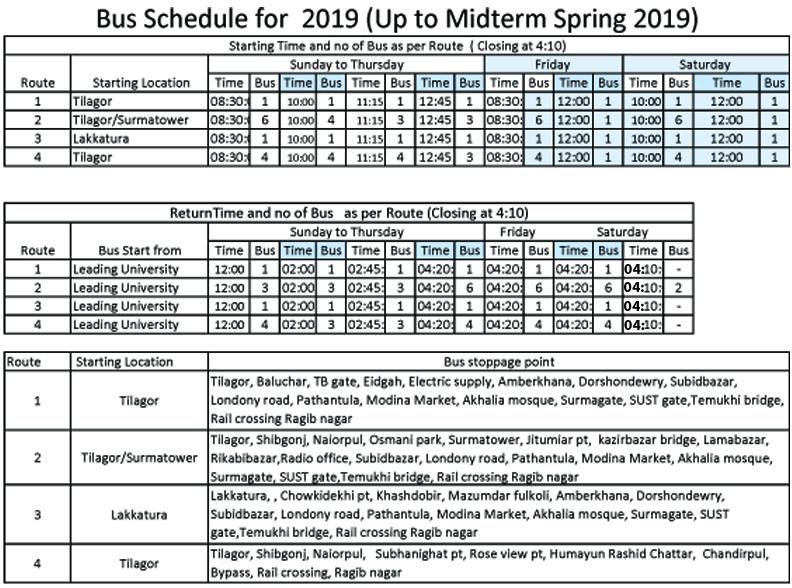 Bus Schedule for 2019 (Up to Midterm Spring 2019)
Starting Time and no of Bus as per Route ( Closing at 4:10)
Sunday to Thursday Friday Saturday
Route Starting Location Time Bus Time Bus Time Bus Time Bus Time Bus Time Bus Time Bus Time Bus
1 Tilagor 08:30: 1 10:00 1 11:15 1 12:45 1 08:30: 1 12:00 1 10:00 1 12:00 1
2 Tilagor/Surmatower 08:30: 6 10:00 4 11:15 3 12:45 3 08:30: 6 12:00 1 10:00 6 12:00 1
3 Lakkatura 08:30: 1 10:00 1 11:15 1 12:45 1 08:30: 1 12:00 1 10:00 1 12:00 1
4 Tilagor 08:30: 4 10:00 4 11:15 4 12:45 3 08:30: 4 12:00 1 10:00 4 12:00 1
ReturnTime and no of Bus as per Route (Closing at 4:10)
Sunday to Thursday Friday Saturday
Route Bus Start from Time Bus Time Bus Time Bus Time Bus Time Bus Time Bus Time Bus
1 Leading University 12:00 1 02:00 1 02:45: 1 04:20: 1 04:20: 1 04:20: 1 04:10: -
2 Leading University 12:00 3 02:00 3 02:45: 3 04:20: 6 04:20: 6 04:20: 6 04:10: 2
3 Leading University 12:00 1 02:00 1 02:45: 1 04:20: 1 04:20: 1 04:20: 1 04:10: -
4 Leading University 12:00 4 02:00 3 02:45: 3 04:20: 4 04:20: 4 04:20: 4 04:10: -
Route Starting Location Bus stoppage point
1 Tilagor Tilagor, Baluchar, TB gate, Eidgah, Electric supply, Amberkhana, Dorshondewry, Subidbazar,
Londony road, Pathantula, Modina Market, Akhalia mosque, Surmagate, SUST gate,Temukhi bridge,
Rail crossing Ragib nagar
2 Tilagor/Surmatower Tilagor, Shibgonj, Naiorpul, Osmani park, Surmatower, Jitumiar pt, kazirbazar bridge, Lamabazar,
Rikabibazar,Radio office, Subidbazar, Londony road, Pathantula, Modina Market, Akhalia mosque,
Surmagate, SUST gate,Temukhi bridge, Rail crossing Ragib nagar
3 Lakkatura Lakkatura, , Chowkidekhi pt, Khashdobir, Mazumdar fulkoli, Amberkhana, Dorshondewry,
Subidbazar, Londony road, Pathantula, Modina Market, Akhalia mosque, Surmagate, SUST
gate,Temukhi bridge, Rail crossing Ragib nagar
4 Tilagor Tilagor, Shibgonj, Naiorpul, Subhanighat pt, Rose view pt, Humayun Rashid Chattar, Chandirpul,
Bypass, Rail crossing, Ragib nagar